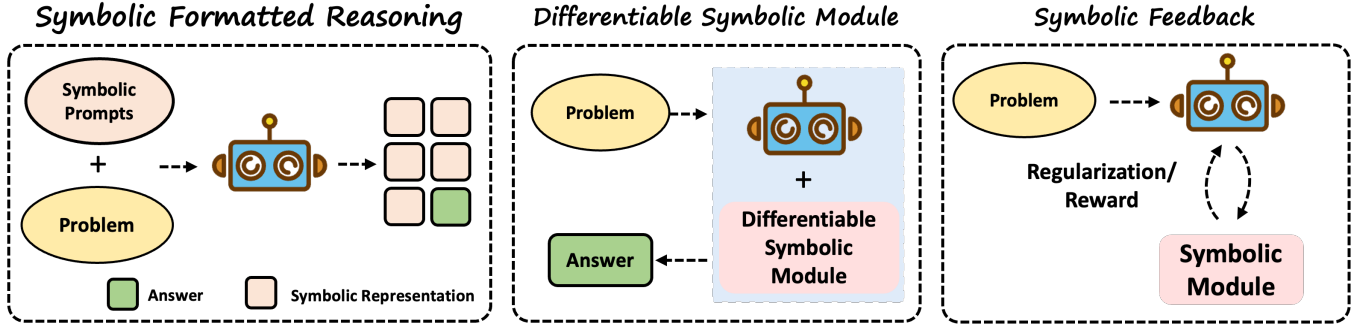 Symbolic Formatted Reasoning
Symbolic
Prompts
+
Problem
Answer
Symbolic Representation
Differentiable Symbolic Module
Problem
+
Differentiable
Symbolic
Module
Answer
Symbolic Feedback
Problem
Regularization/
Reward
Symbolic
Module